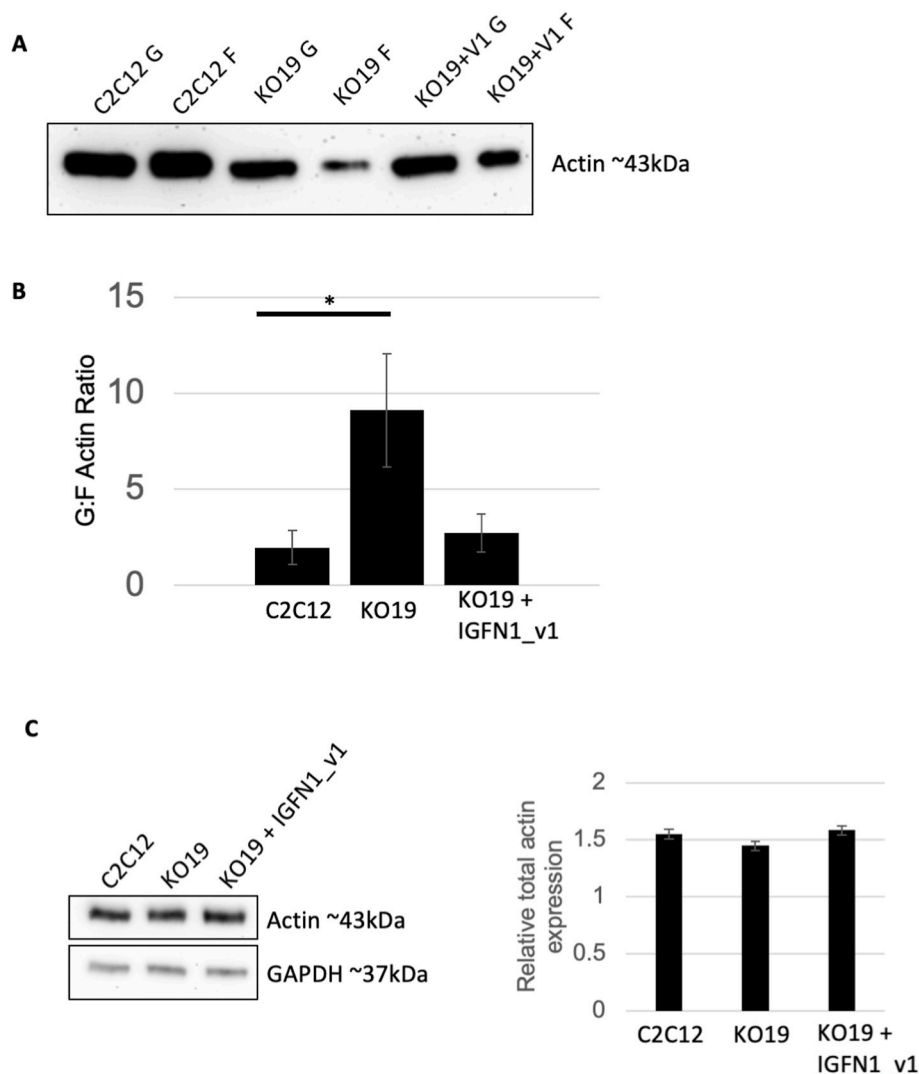 A
C2C12 G
C2C12 F
KO19 G
KO19 F
KO19+V1 G
KO19+V1 F
Actin ~43kDa
B
G:F Actin Ratio
15
10
5
0
*
C2C12
KO19
KO19 +
IGFN1_v1
C
C2C12
KO19
KO19 + IGFN1_v1
Actin ~43kDa
GAPDH ~37kDa
Relative total actin
expression
2
1.5
1
0.5
0
C2C12
KO19
KO19 +
IGFN1_v1